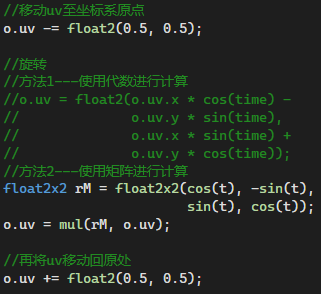 //移动uv至坐标系原点
o.uv -= float2(0.5, 0.5);
//旋转
//方法1---使用代数进行计算
//o.uv = float2(o.uv.x * cos(time) -
// o.uv.y * sin(time),
// o.uv.x * sin(time) +
// o.uv.y * cos(time));
//方法2---使用矩阵进行计算
float2x2 rM = float2x2(cos(t), -sin(t),
sin(t), cos(t));
o.uv = mul(rM, o.uv);
//再将uv移动回原处
o.uv += float2(0.5, 0.5);